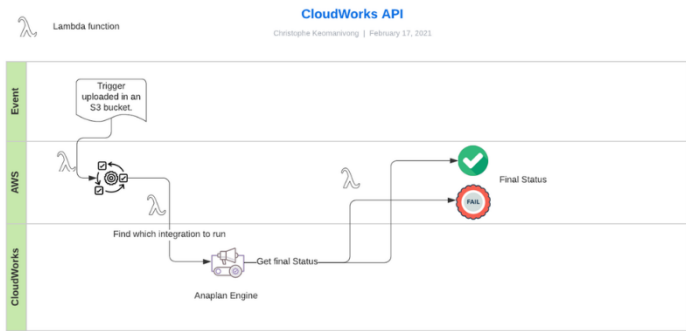 CloudWorks API
Lambda function
Christophe Keomanivong | February 17, 2021
Event
Trigger
uploaded in an
S3 bucket.
AWS
Final Status
FAIL
Find which integration to run
CloudWorks
Get final Status
Anaplan Engine